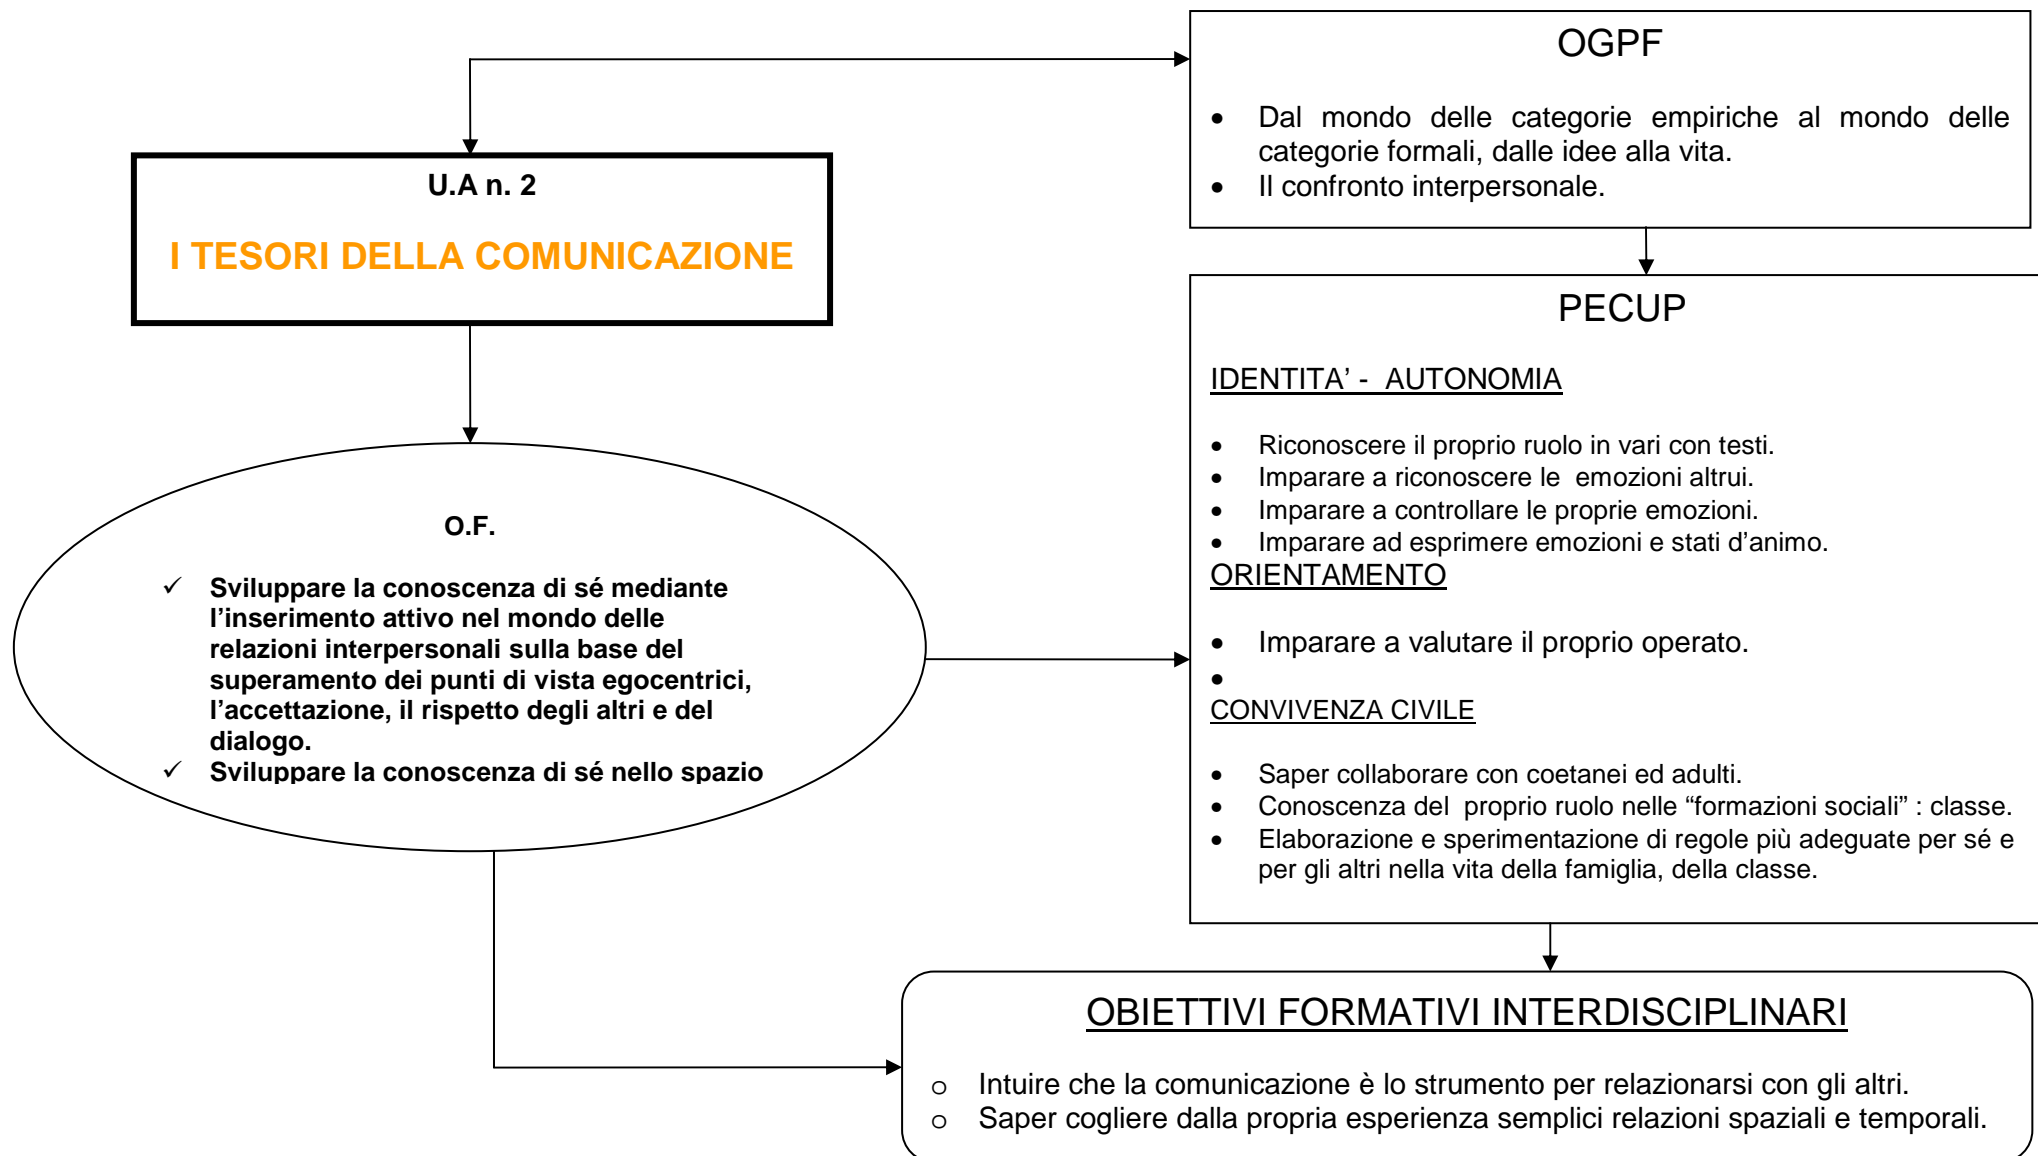 OGPF
• Dal mondo delle categorie empiriche al mondo delle
categorie formali, dalle idee alla vita.
• Il confronto interpersonale.
U.A n. 2
I TESORI DELLA COMUNICAZIONE
PECUP
IDENTITA’ - AUTONOMIA
• Riconoscere il proprio ruolo in vari con testi.
• Imparare a riconoscere le emozioni altrui.
• Imparare a controllare le proprie emozioni.
• Imparare ad esprimere emozioni e stati d’animo.
ORIENTAMENTO
• Imparare a valutare il proprio operato.
•
CONVIVENZA CIVILE
• Saper collaborare con coetanei ed adulti.
• Conoscenza del proprio ruolo nelle “formazioni sociali” : classe.
• Elaborazione e sperimentazione di regole più adeguate per sé e
per gli altri nella vita della famiglia, della classe.
O.F.
✓ Sviluppare la conoscenza di sé mediante
l’inserimento attivo nel mondo delle
relazioni interpersonali sulla base del
superamento dei punti di vista egocentrici,
l’accettazione, il rispetto degli altri e del
dialogo.
✓ Sviluppare la conoscenza di sé nello spazio
OBIETTIVI FORMATIVI INTERDISCIPLINARI
o Intuire che la comunicazione è lo strumento per relazionarsi con gli altri.
o Saper cogliere dalla propria esperienza semplici relazioni spaziali e temporali.